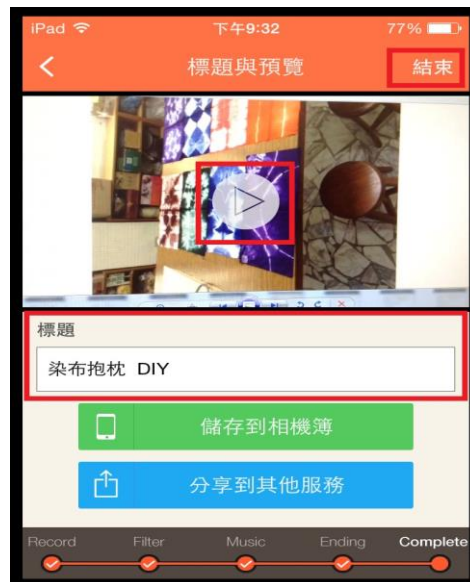 iPad 下午9:32 77%
標題與預覽 結束
標題
染布抱枕 DIY
儲存到相機簿
分享到其他服務
Record Filter Music Ending Complete